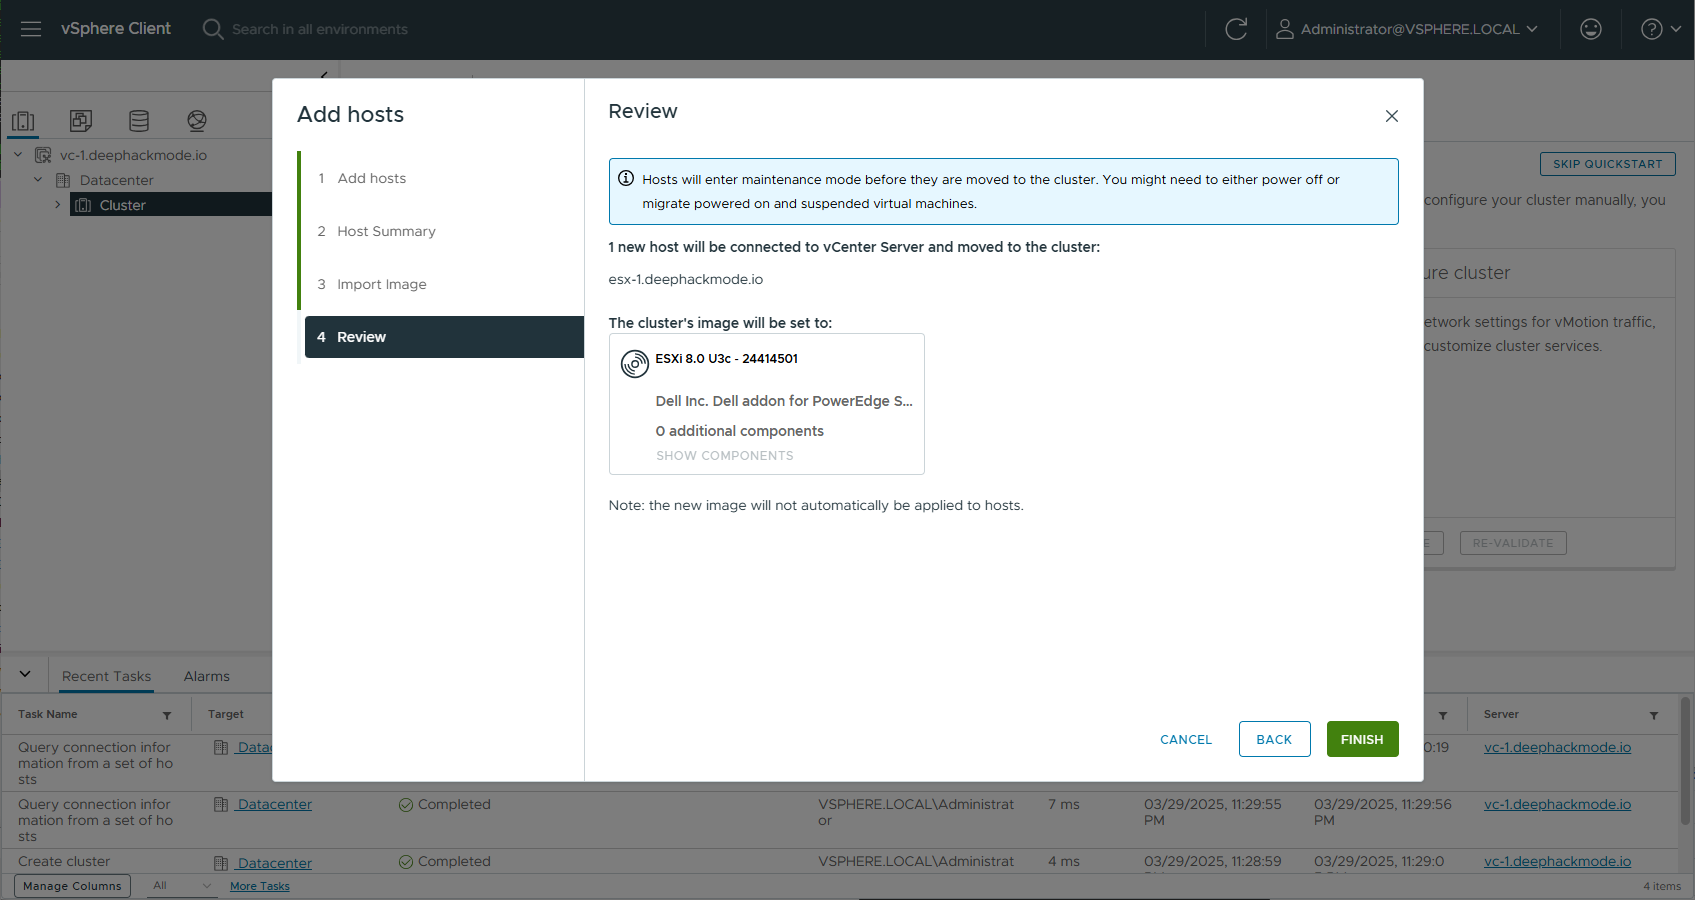 vSphere Client
Search in all environments
Administrator@VSPHERE.LOCAL
vc-1.deephackmode.io
Datacenter
Cluster
SKIP QUICKSTART
configure your cluster manually, you
ure cluster
etwork settings for vMotion traffic,
customize cluster services.
E
RE-VALIDATE
Add hosts
1 Add hosts
2 Host Summary
3 Import Image
4 Review
Review
Hosts will enter maintenance mode before they are moved to the cluster. You might need to either power off or
migrate powered on and suspended virtual machines.
1 new host will be connected to vCenter Server and moved to the cluster:
esx-1.deephackmode.io
The cluster's image will be set to:
ESXi 8.0 U3c - 24414501
Dell Inc. Dell addon for PowerEdge S...
0 additional components
SHOW COMPONENTS
Note: the new image will not automatically be applied to hosts.
CANCEL
BACK
FINISH
Recent Tasks
Alarms
Task Name
Target
Server
Query connection infor
mation from a set of ho
sts
Datac
0:19
vc-1.deephackmode.io
Query connection infor
mation from a set of ho
sts
Datacenter
Completed
VSPHERE.LOCAL\Administrat
or
7 ms
03/29/2025, 11:29:55
PM
03/29/2025, 11:29:56
PM
vc-1.deephackmode.io
Create cluster
Datacenter
Completed
VSPHERE.LOCAL\Administrat
4 ms
03/29/2025, 11:28:59
03/29/2025, 11:29:0
vc-1.deephackmode.io
Manage Columns
All
More Tasks
4 items